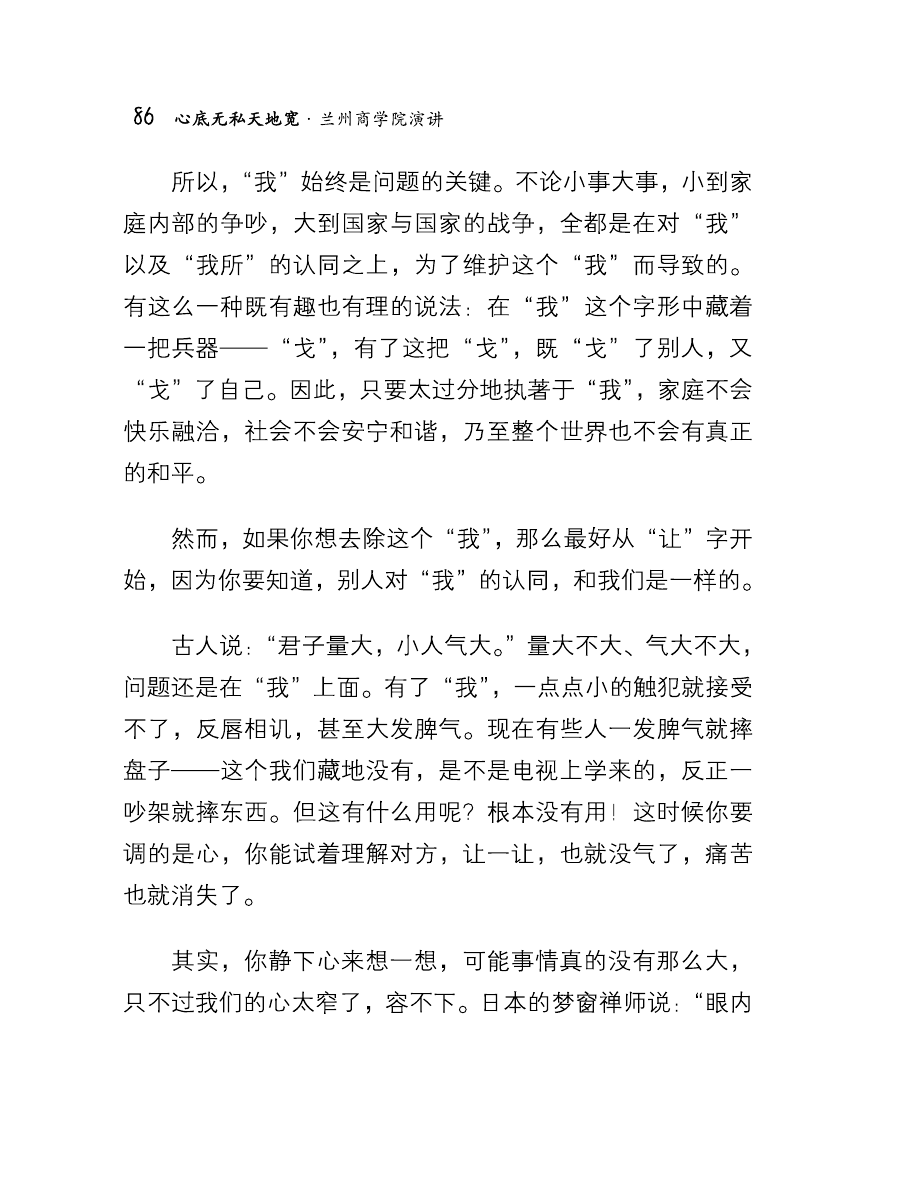 86 心底无私天地宽·兰州商学院演讲
所以，“我”始终是问题的关键。不论小事大事，小到家
庭内部的争吵，大到国家与国家的战争，全都是在对“我”
以及“我所”的认同之上，为了维护这个“我”而导致的。
有这么一种既有趣也有理的说法：在“我”这个字形中藏着
一把兵器——“戈”，有了这把“戈”，既“戈”了别人，又
“戈”了自己。因此，只要太过分地执著于“我”，家庭不会
快乐融洽，社会不会安宁和谐，乃至整个世界也不会有真正
的和平。
然而，如果你想去除这个“我”，那么最好从“让”字开
始，因为你要知道，别人对“我”的认同，和我们是一样的。
古人说：“君子量大，小人气大。”量大不大、气大不大，
问题还是在“我”上面。有了“我”，一点点小的触犯就接受
不了，反唇相讥，甚至大发脾气。现在有些人一发脾气就摔
盘子——这个我们藏地没有，是不是电视上学来的，反正一
吵架就摔东西。但这有什么用呢？根本没有用！这时候你要
调的是心，你能试着理解对方，让一让，也就没气了，痛苦
也就消失了。
其实，你静下心来想一想，可能事情真的没有那么大，
只不过我们的心太窄了，容不下。日本的梦窗禅师说：“眼内